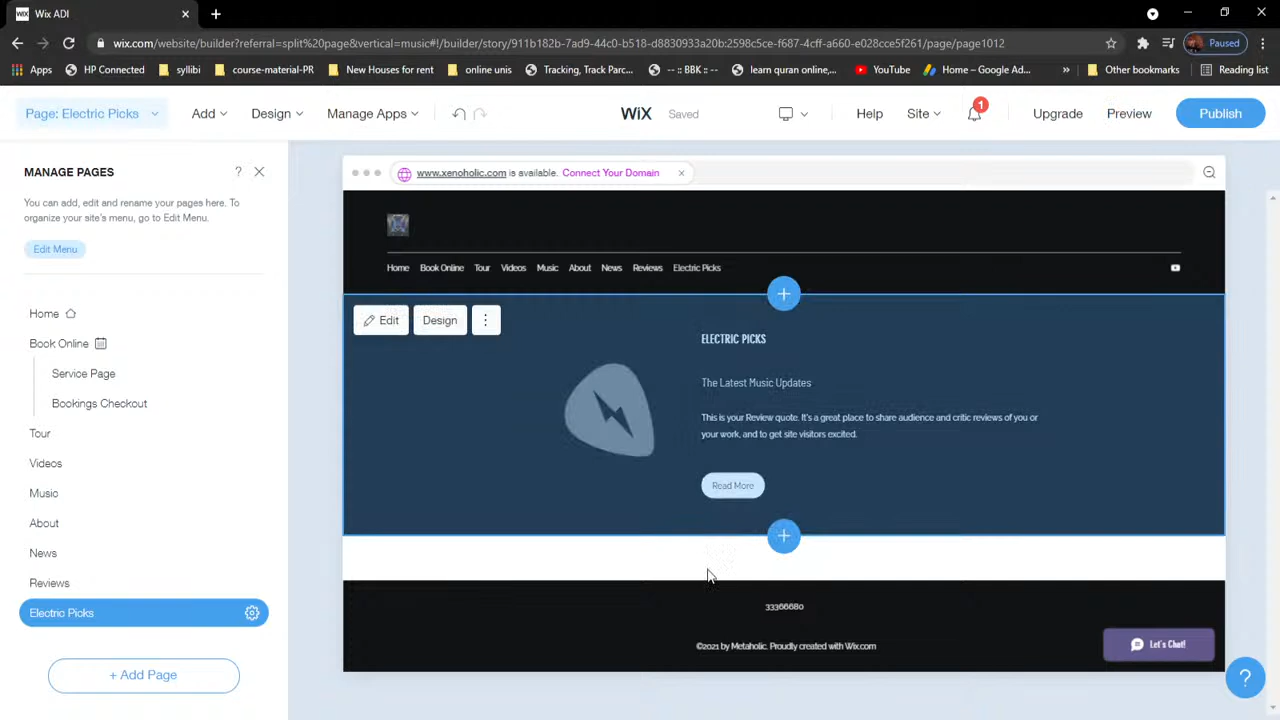 WiX Wix ADI
wix.com/website/builder?referral=split%20page&vertical=music#!/builder/story/911b182b-7ad9-44c0-b518-d8830933a20b:2598c5ce-f687-4cff-a660-e028cce5f261/page/page1012
Paused
Apps HP Connected syllibi course-material-PR New Houses for rent online unis Tracking, Track Parc... -- :: BBK :: -- learn quran online,... YouTube Home – Google Ad... » Other bookmarks Reading list
Page: Electric Picks Add Design Manage Apps WiX Saved Help Site 1 Upgrade Preview Publish
MANAGE PAGES ?
You can add, edit and rename your pages here. To
organize your site's menu, go to Edit Menu.
Edit Menu
Home
Book Online
Service Page
Bookings Checkout
Tour
Videos
Music
About
News
Reviews
Electric Picks
+ Add Page
www.xenoholic.com is available. Connect Your Domain
Home Book Online Tour Videos Music About News Reviews Electric Picks
Edit Design
ELECTRIC PICKS
The Latest Music Updates
This is your Review quote. It's a great place to share audience and critic reviews of you or
your work, and to get site visitors excited.
Read More
33366680
©2021 by Metaholic. Proudly created with Wix.com
Let's Chat!
?